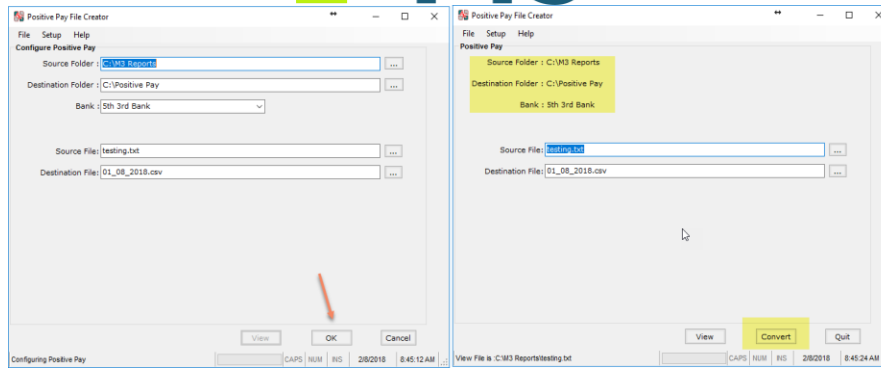 Positive Pay File Creator
File Setup Help
Configure Positive Pay
Source Folder : C:\M3 Reports ...
Destination Folder : C:\Positive Pay ...
Bank : 5th 3rd Bank
Source File: testing.txt ...
Destination File: 01_08_2018.csv ...
View OK Cancel
Configuring Positive Pay CAPS NUM INS 2/8/2018 8:45:12 AM
Positive Pay File Creator
File Setup Help
Positive Pay
Source Folder : C:\M3 Reports
Destination Folder : C:\Positive Pay
Bank : 5th 3rd Bank
Source File: testing.txt ...
Destination File: 01_08_2018.csv ...
View Convert Quit
View File is :C:\M3 Reports\testing.txt CAPS NUM INS 2/8/2018 8:45:24 AM